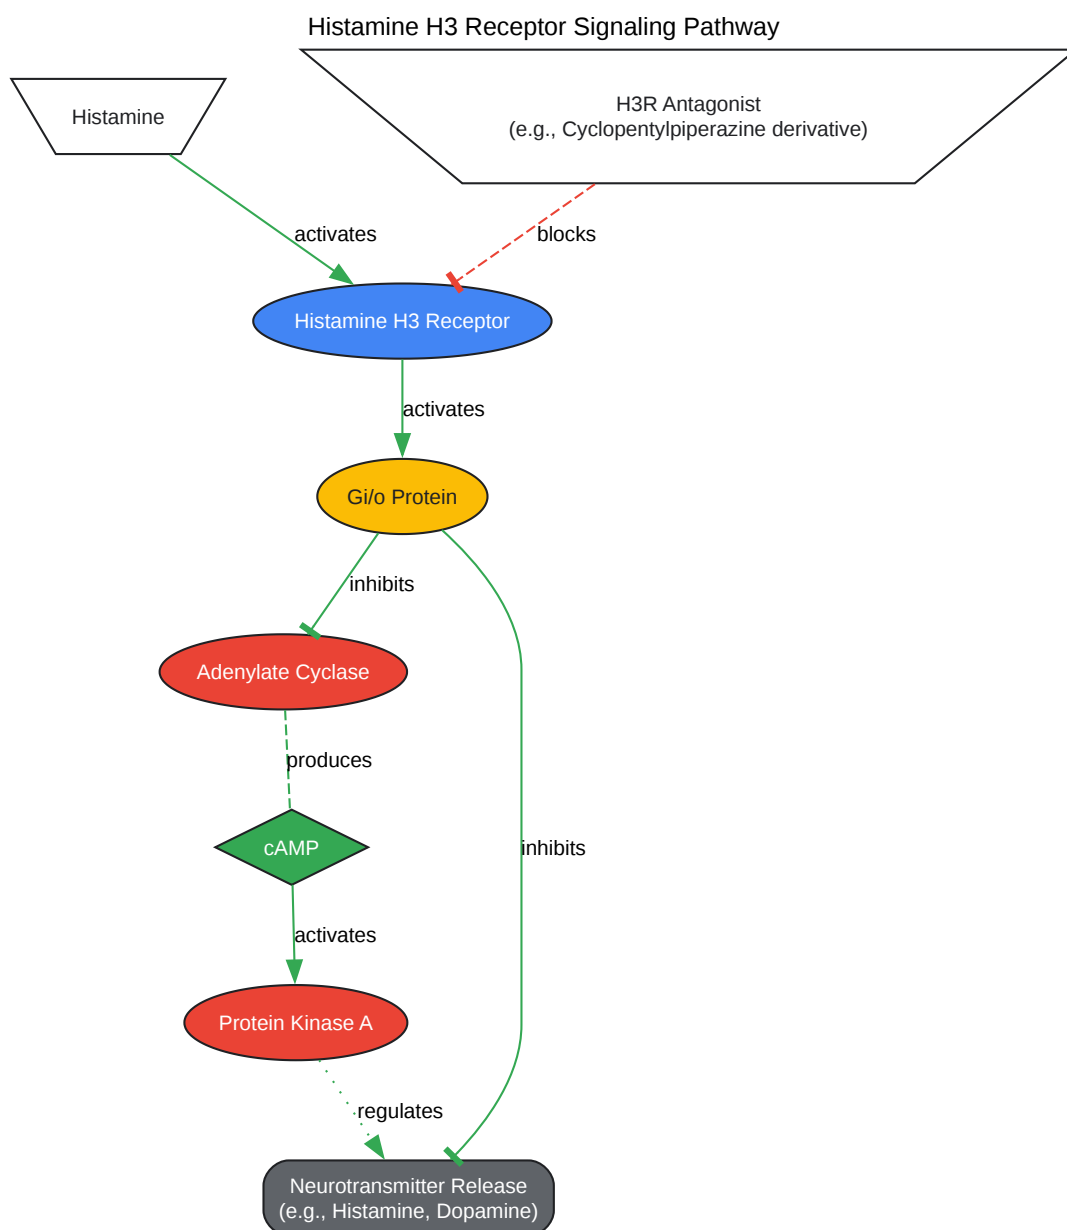 Histamine H3 Receptor Signaling Pathway
Histamine
H3R Antagonist
(e.g., Cyclopentylpiperazine derivative)
activates
blocks
Histamine H3 Receptor
activates
Gi/o Protein
inhibits
Adenylate Cyclase
produces
cAMP
inhibits
activates
Protein Kinase A
regulates
Neurotransmitter Release
(e.g., Histamine, Dopamine)